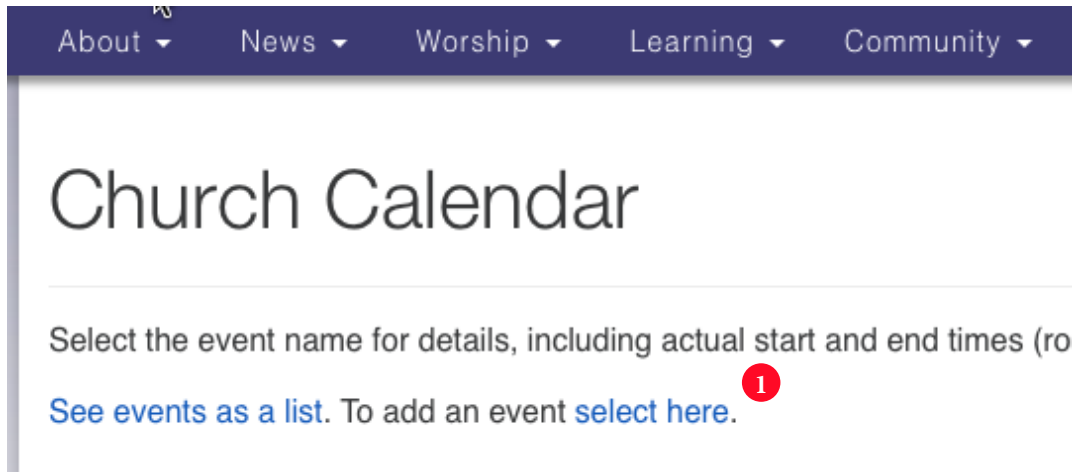 About News Worship Learning Community
Church Calendar
Select the event name for details, including actual start and end times (ro
1
See events as a list. To add an event select here.